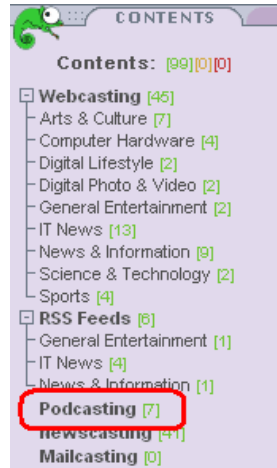 CONTENTS
Contents: [99][0][0]
Webcasting [45]
Arts & Culture [7]
Computer Hardware [4]
Digital Lifestyle [2]
Digital Photo & Video [2]
General Entertainment [2]
IT News [13]
News & Information [9]
Science & Technology [2]
Sports [4]
RSS Feeds [6]
General Entertainment [1]
IT News [4]
News & Information [1]
Podcasting [7]
Newscasting [41]
Mailcasting [0]